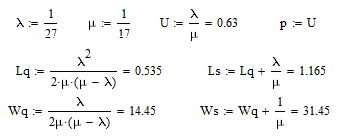 λ := 1/27 μ := 1/17 U := λ/μ = 0.63 p := U
Lq := λ²/(2·μ·(μ − λ)) = 0.535 Ls := Lq + λ/μ = 1.165
Wq := λ/(2μ·(μ − λ)) = 14.45 Ws := Wq + 1/μ = 31.45